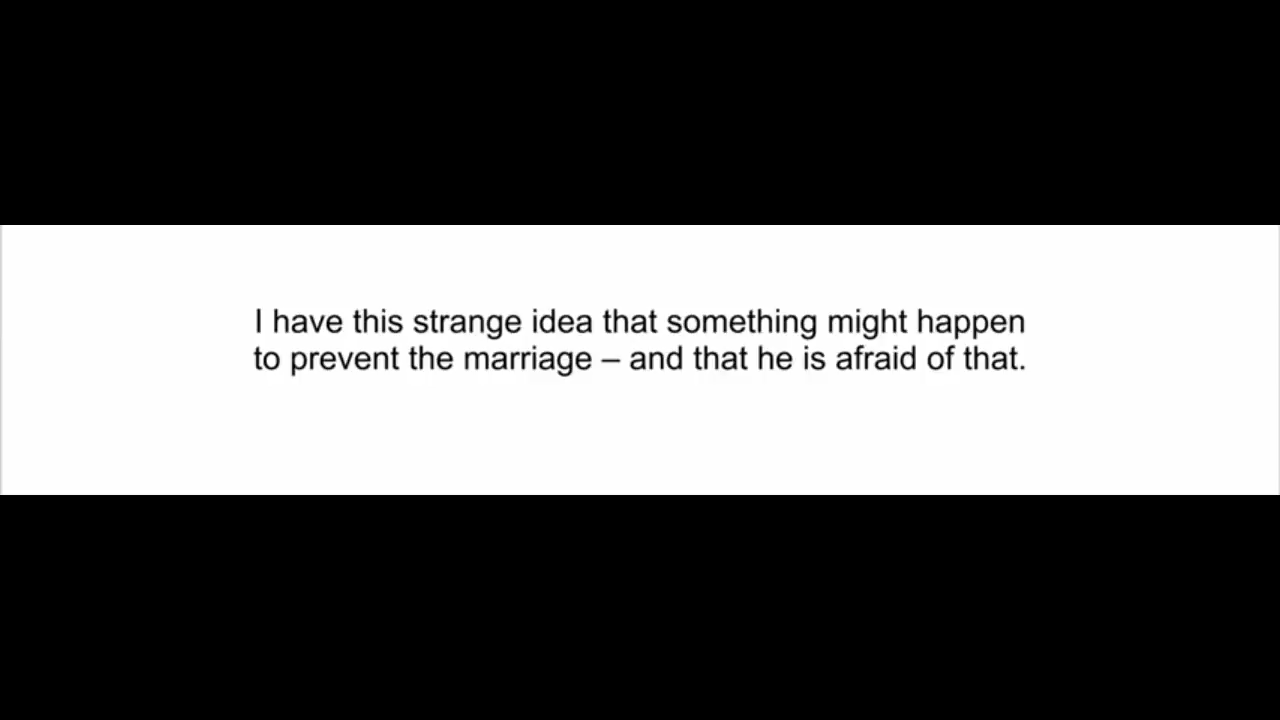 I have this strange idea that something might happen
to prevent the marriage – and that he is afraid of that.